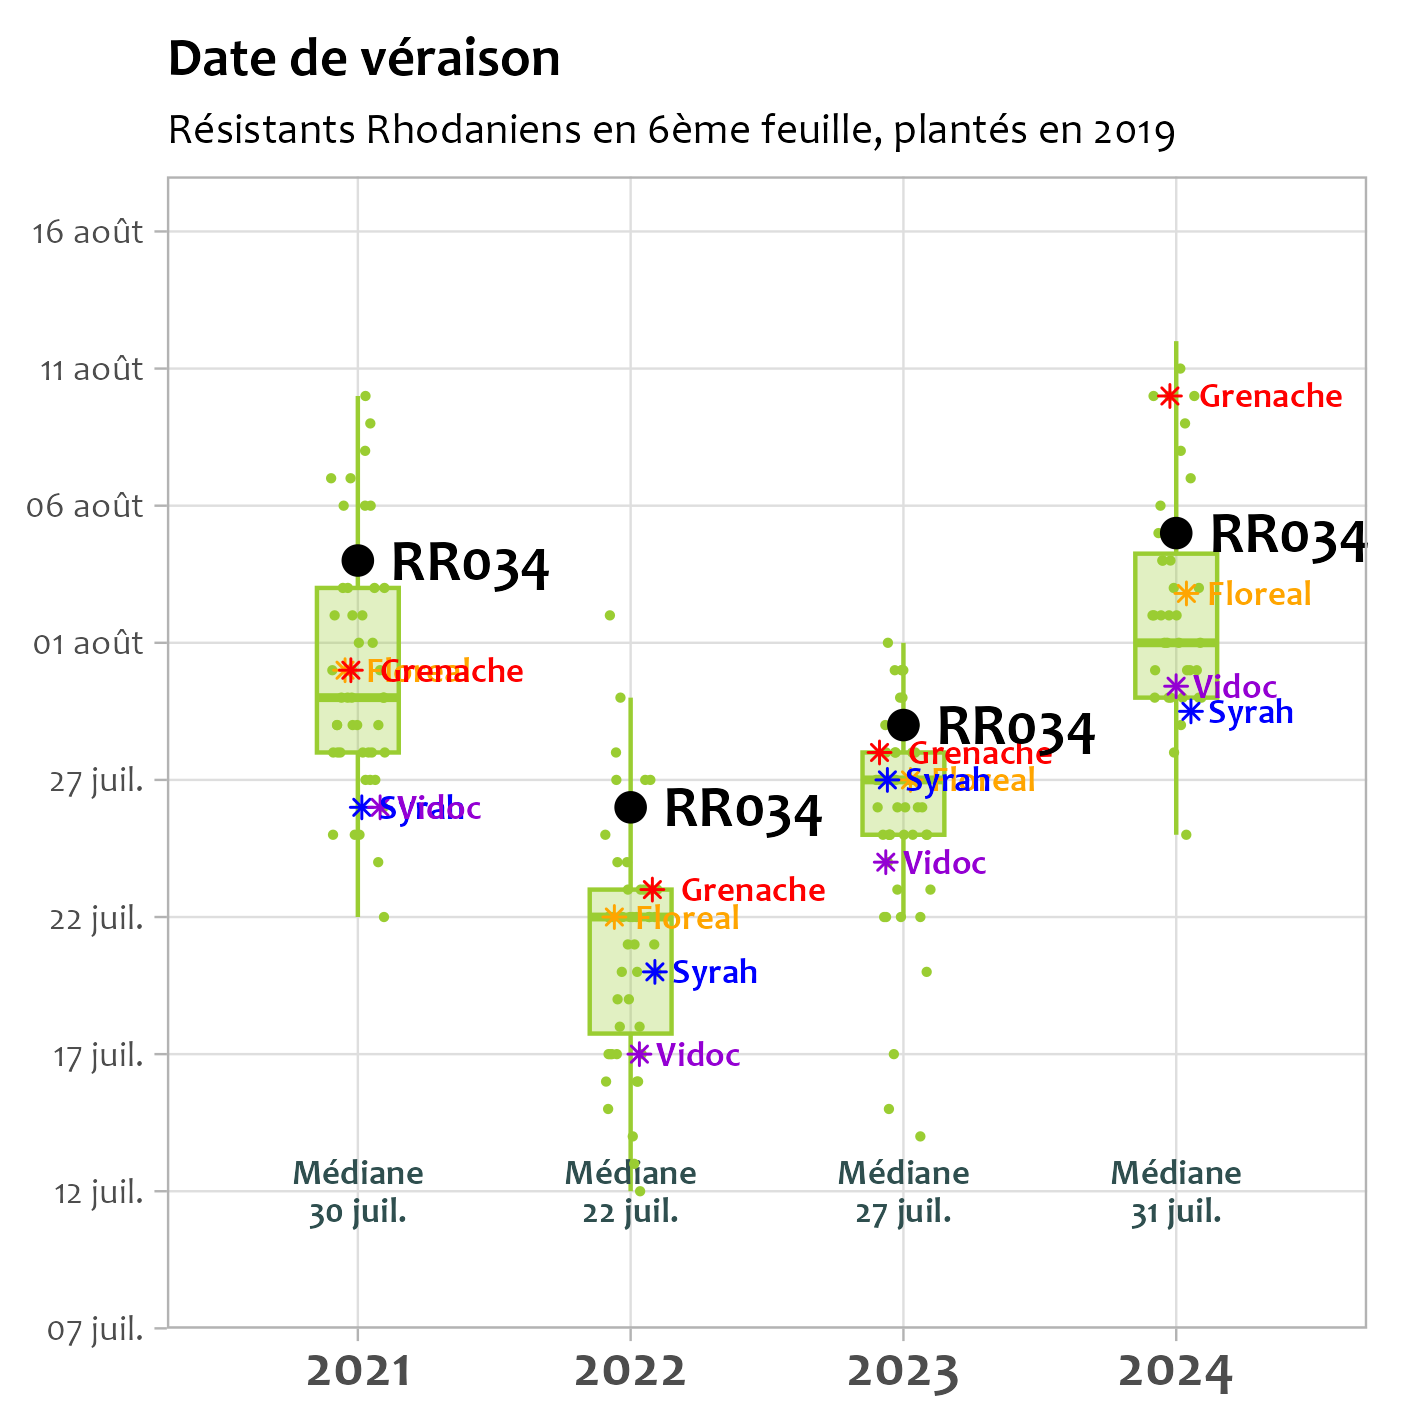 Date de véraison
Résistants Rhodaniens en 6ème feuille, plantés en 2019
16 août
11 août
06 août
01 août
27 juil.
22 juil.
17 juil.
12 juil.
07 juil.
RR034
Floreal
Grenache
Syrah
Vidoc
Médiane
30 juil.
RR034
Grenache
Floreal
Syrah
Vidoc
Médiane
22 juil.
RR034
Grenache
Syrah
Floreal
Vidoc
Médiane
27 juil.
Grenache
RR034
Floreal
Vidoc
Syrah
Médiane
31 juil.
2021
2022
2023
2024